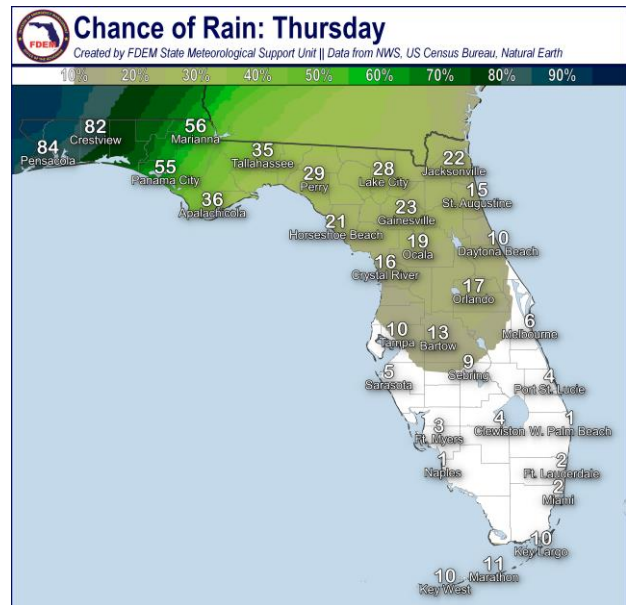 Chance of Rain: Thursday
Created by FDEM State Meteorological Support Unit || Data from NWS, US Census Bureau, Natural Earth
FDEM
10% 20% 30% 40% 50% 60% 70% 80% 90%
84
Pensacola
82
Crestview
56
Marianna
55
Panama City
36
Apalachicola
35
Tallahassee
29
Perry
28
Lake City
22
Jacksonville
15
St. Augustine
23
Gainesville
21
Horseshoe Beach
19
Ocala
10
Daytona Beach
16
Crystal River
17
Orlando
10
Tampa
13
Bartow
6
Melbourne
9
Sebring
5
Sarasota
4
Port St. Lucie
3
Ft. Myers
4
Clewiston
1
W. Palm Beach
1
Naples
2
Ft. Lauderdale
2
Miami
10
Key Largo
11
Marathon
10
Key West